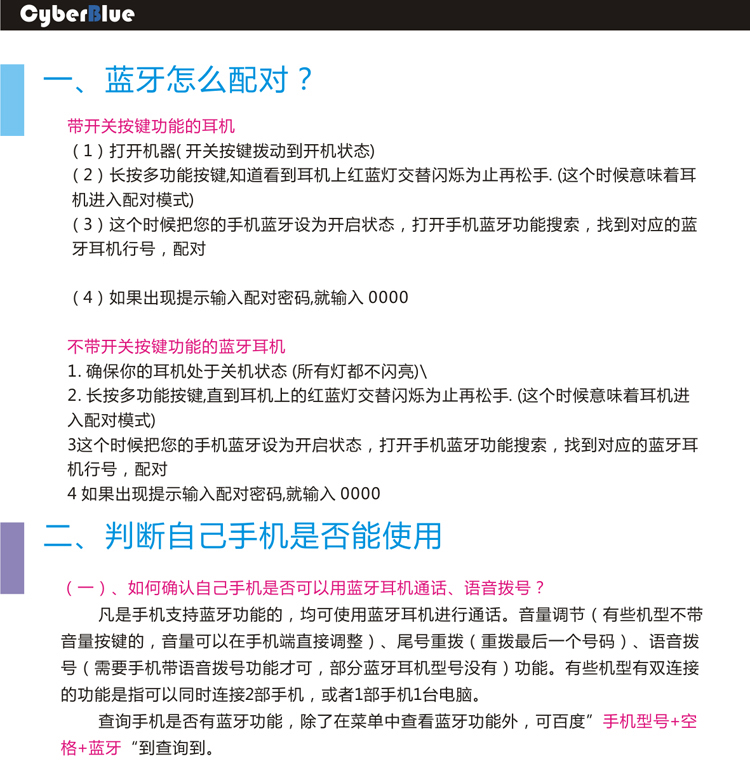 CyberBlue
一、蓝牙怎么配对？
带开关按键功能的耳机
（1）打开机器( 开关按键拨动到开机状态)
（2）长按多功能按键,知道看到耳机上红蓝灯交替闪烁为止再松手. (这个时候意味着耳
机进入配对模式)
（3）这个时候把您的手机蓝牙设为开启状态，打开手机蓝牙功能搜索，找到对应的蓝
牙耳机行号，配对
（4）如果出现提示输入配对密码,就输入 0000
不带开关按键功能的蓝牙耳机
1. 确保你的耳机处于关机状态 (所有灯都不闪亮)\
2. 长按多功能按键,直到耳机上的红蓝灯交替闪烁为止再松手. (这个时候意味着耳机进
入配对模式)
3这个时候把您的手机蓝牙设为开启状态，打开手机蓝牙功能搜索，找到对应的蓝牙耳
机行号，配对
4 如果出现提示输入配对密码,就输入 0000
二、判断自己手机是否能使用
（一）、如何确认自己手机是否可以用蓝牙耳机通话、语音拨号？
凡是手机支持蓝牙功能的，均可使用蓝牙耳机进行通话。音量调节（有些机型不带
音量按键的，音量可以在手机端直接调整）、尾号重拨（重拨最后一个号码）、语音拨
号（需要手机带语音拨号功能才可，部分蓝牙耳机型号没有）功能。有些机型有双连接
的功能是指可以同时连接2部手机，或者1部手机1台电脑。
查询手机是否有蓝牙功能，除了在菜单中查看蓝牙功能外，可百度”手机型号+空
格+蓝牙“到查询到。